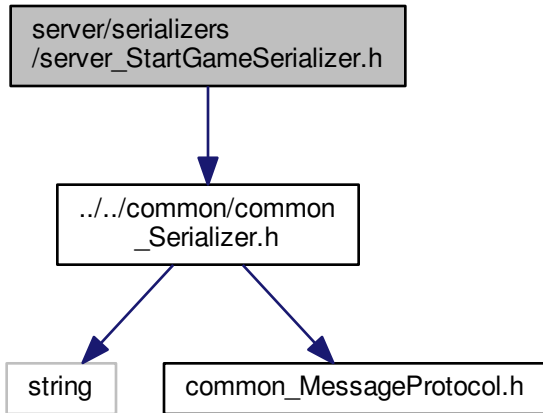 server/serializers
/server_StartGameSerializer.h
../../common/common
_Serializer.h
string
common_MessageProtocol.h